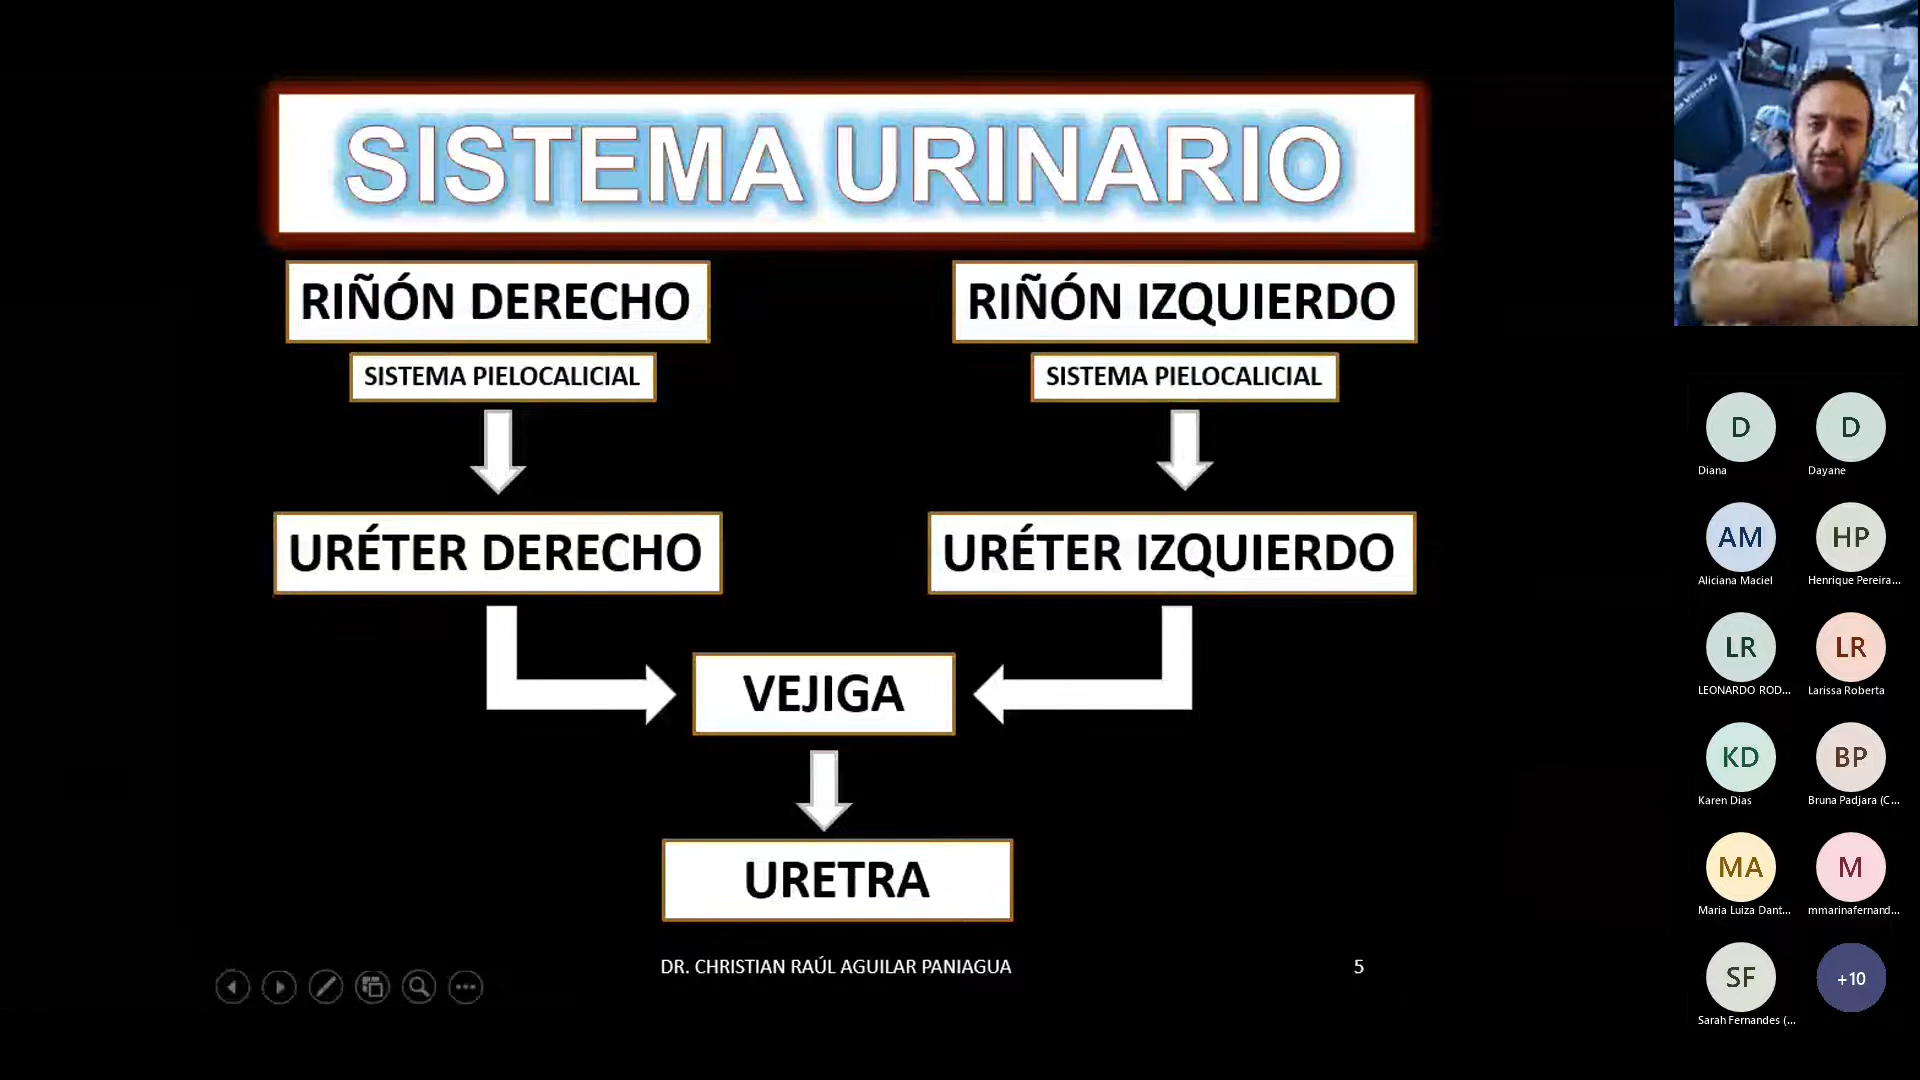 SISTEMA URINARIO
RIÑÓN DERECHO
RIÑÓN IZQUIERDO
SISTEMA PIELOCALICIAL
SISTEMA PIELOCALICIAL
URÉTER DERECHO
URÉTER IZQUIERDO
VEJIGA
URETRA
DR. CHRISTIAN RAÚL AGUILAR PANIAGUA
5
D
D
Diana
Dayane
AM
HP
Aliciana Maciel
Henrique Pereira...
LR
LR
LEONARDO ROD...
Larissa Roberta
KD
BP
Karen Dias
Bruna Padjara (C...
MA
M
Maria Luiza Dant...
mmarinafernand...
SF
+10
Sarah Fernandes (...